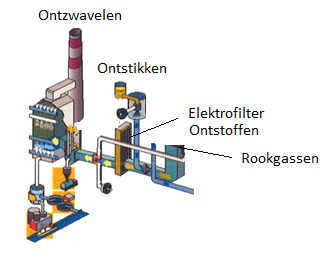 Ontzwavelen
Ontstikken
Elektrofilter
Ontstoffen
Rookgassen